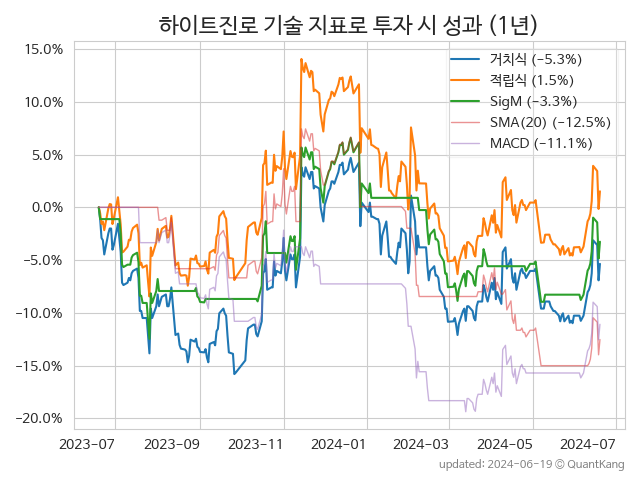 하이트진로 기술 지표로 투자 시 성과 (1년)
15.0%
10.0%
5.0%
0.0%
−5.0%
−10.0%
−15.0%
−20.0%
거치식 (−5.3%)
적립식 (1.5%)
SigM (−3.3%)
SMA(20) (−12.5%)
MACD (−11.1%)
2023−07
2023−09
2023−11
2024−01
2024−03
2024−05
2024−07
updated: 2024−06−19 ⓒ QuantKang